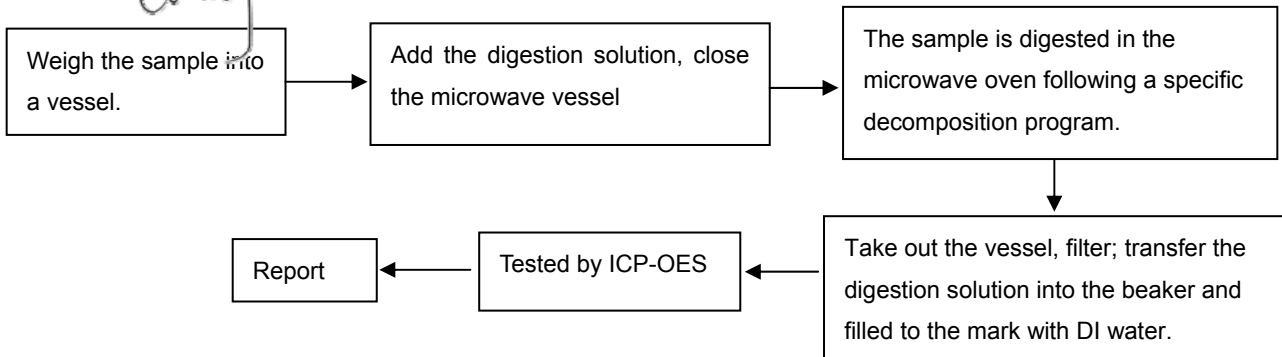 Weigh the sample into
a vessel.
Add the digestion solution, close
the microwave vessel
The sample is digested in the
microwave oven following a specific
decomposition program.
Take out the vessel, filter; transfer the
digestion solution into the beaker and
filled to the mark with DI water.
Tested by ICP-OES
Report